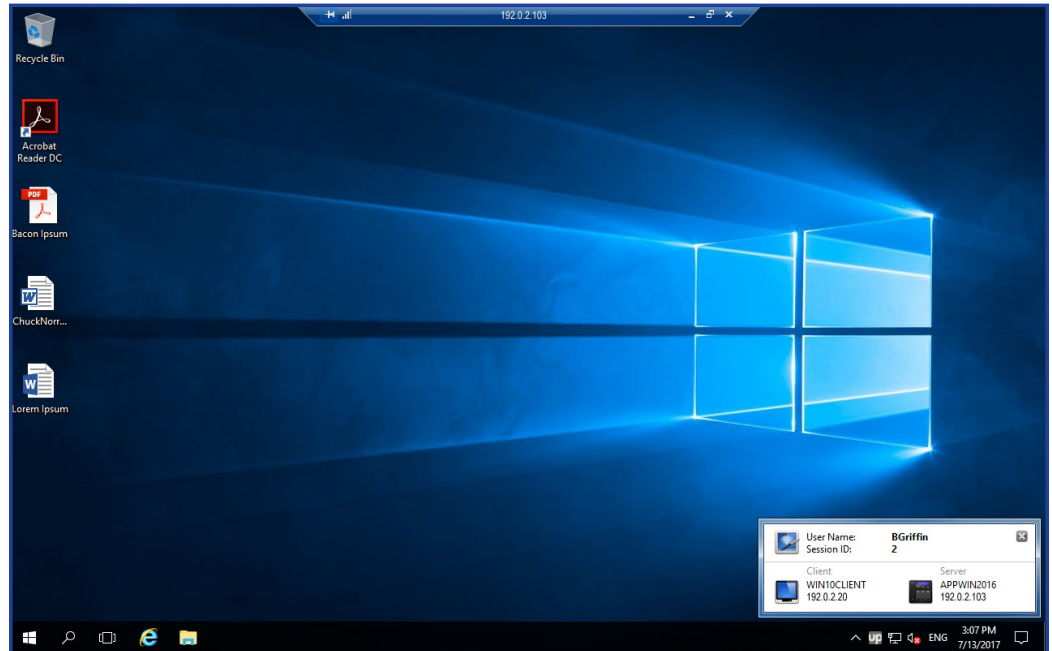 192.0.2.103
Recycle Bin
Acrobat
Reader DC
PDF
Bacon Ipsum
W
ChuckNorr...
W
Lorem Ipsum
User Name: BGriffin
Session ID: 2
Client Server
WIN10CLIENT APPWIN2016
192.0.2.20 192.0.2.103
up ENG 3:07 PM
7/13/2017